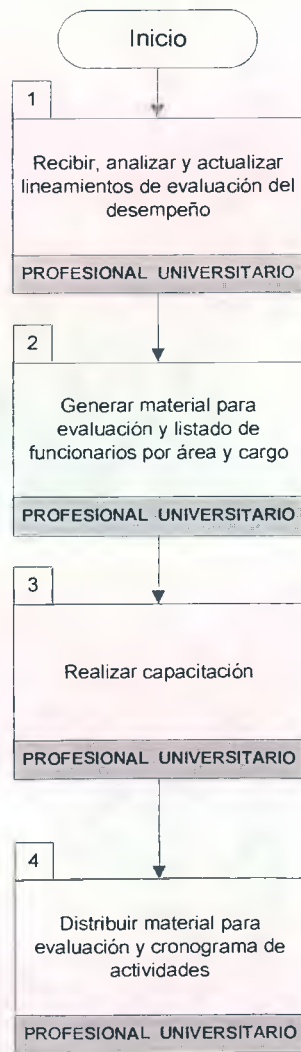 Inicio
1
Recibir, analizar y actualizar
lineamientos de evaluación del
desempeño
PROFESIONAL UNIVERSITARIO
2
Generar material para
evaluación y listado de
funcionarios por área y cargo
PROFESIONAL UNIVERSITARIO
3
Realizar capacitación
PROFESIONAL UNIVERSITARIO
4
Distribuir material para
evaluación y cronograma de
actividades
PROFESIONAL UNIVERSITARIO